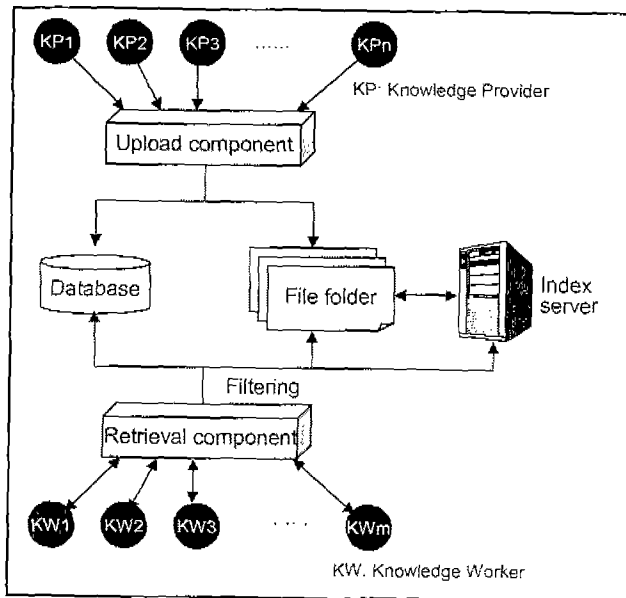 KP1 KP2 KP3 ...... KPn
KP: Knowledge Provider
Upload component
Database
File folder
Index
server
Filtering
Retrieval component
KW1 KW2 KW3 ..... KWm
KW. Knowledge Worker